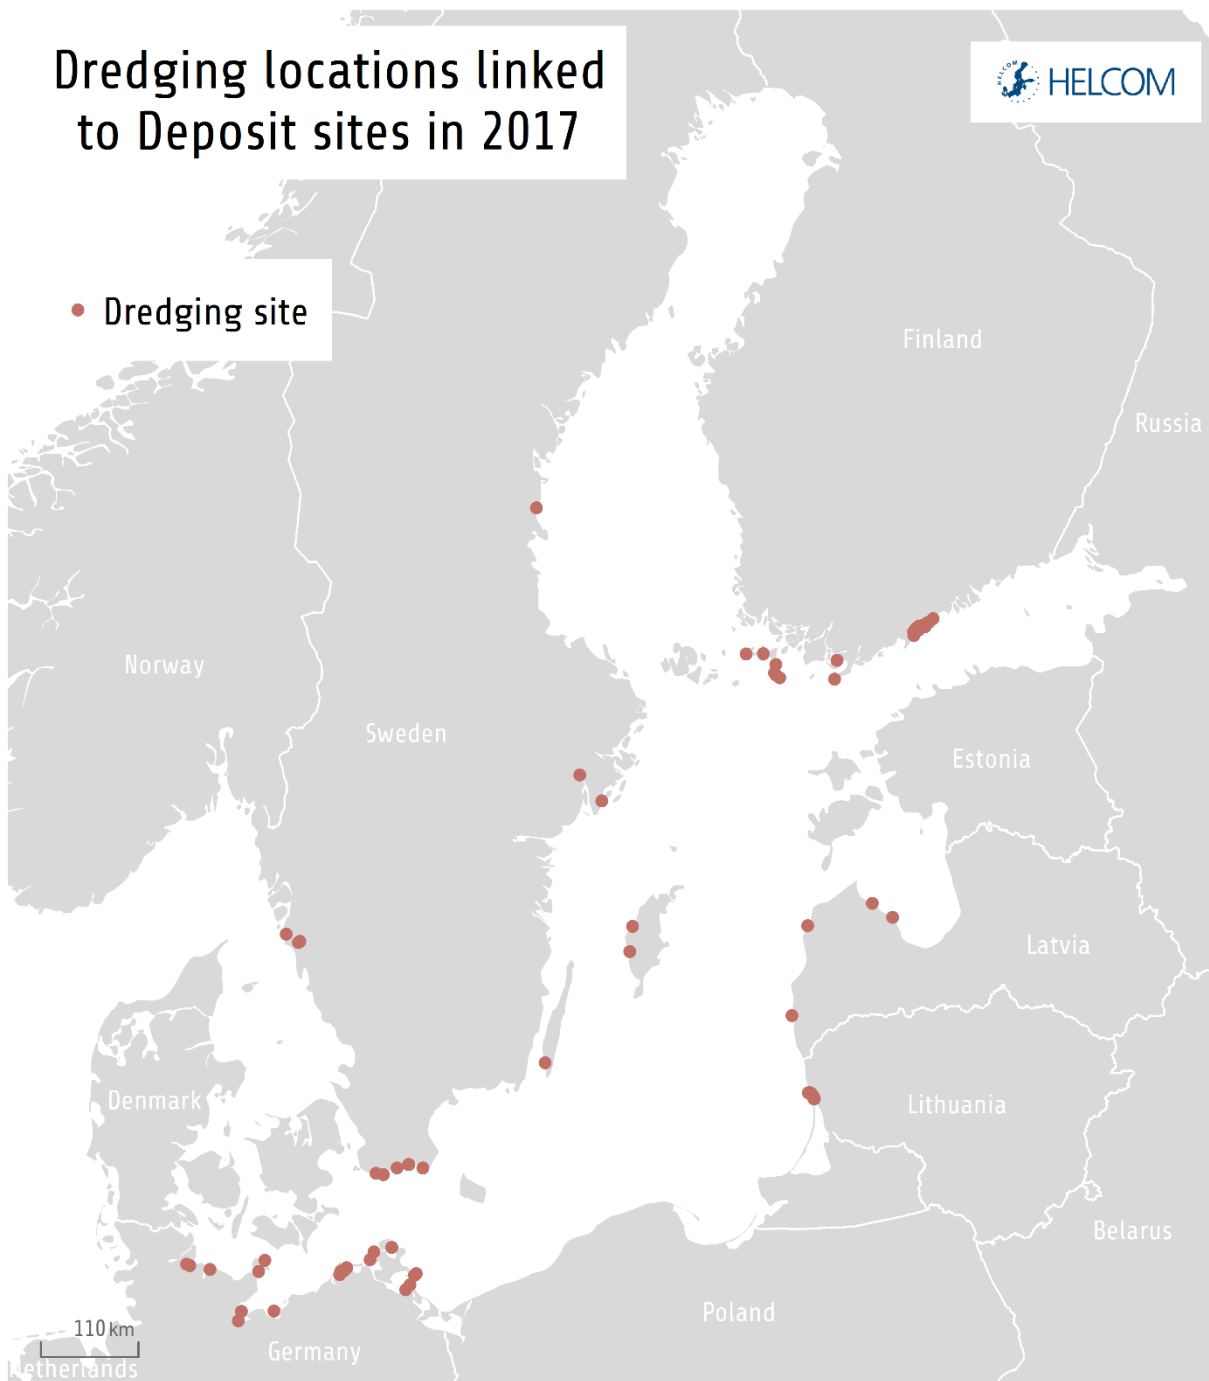 Dredging locations linked
to Deposit sites in 2017
HELCOM
HELCOM
Dredging site
Finland
Russia
Norway
Sweden
Estonia
Latvia
Denmark
Lithuania
Belarus
Poland
110 km
Germany
Netherlands